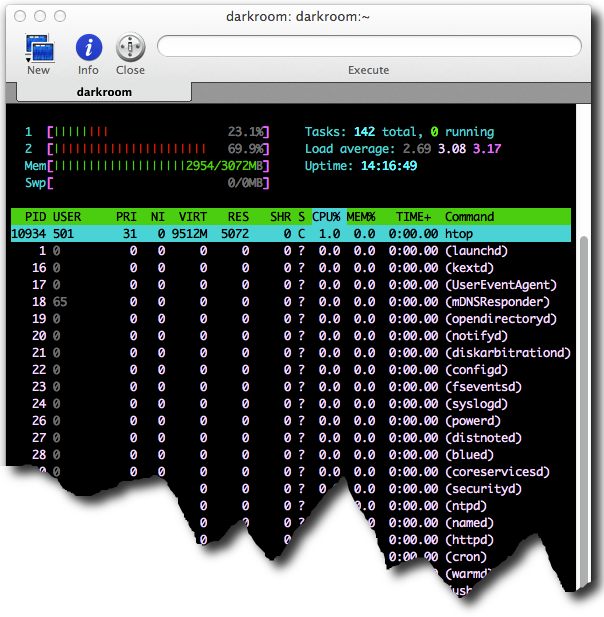 darkroom: darkroom:~
New Info Close Execute
darkroom
1 [||||||||| 23.1%] Tasks: 142 total, 0 running
2 [|||||||||||||||||||||||||| 69.9%] Load average: 2.69 3.08 3.17
Mem[||||||||||||||||||||||2954/3072MB] Uptime: 14:16:49
Swp[ 0/0MB]
PID USER PRI NI VIRT RES SHR S CPU% MEM% TIME+ Command
10934 501 31 0 9512M 5072 0 C 1.0 0.0 0:00.00 htop
1 0 0 0 0 0 0 ? 0.0 0.0 0:00.00 (launchd)
16 0 0 0 0 0 0 ? 0.0 0.0 0:00.00 (kextd)
17 0 0 0 0 0 0 ? 0.0 0.0 0:00.00 (UserEventAgent)
18 65 0 0 0 0 0 ? 0.0 0.0 0:00.00 (mDNSResponder)
19 0 0 0 0 0 0 ? 0.0 0.0 0:00.00 (opendirectoryd)
20 0 0 0 0 0 0 ? 0.0 0.0 0:00.00 (notifyd)
21 0 0 0 0 0 0 ? 0.0 0.0 0:00.00 (diskarbitrationd)
22 0 0 0 0 0 0 ? 0.0 0.0 0:00.00 (configd)
23 0 0 0 0 0 0 ? 0.0 0.0 0:00.00 (fseventsd)
24 0 0 0 0 0 0 ? 0.0 0.0 0:00.00 (syslogd)
26 0 0 0 0 0 0 ? 0.0 0.0 0:00.00 (powerd)
27 0 0 0 0 0 0 ? 0.0 0.0 0:00.00 (distnoted)
28 0 0 0 0 0 0 ? 0.0 0.0 0:00.00 (blued)
0 0 0 0 0 0 ? 0.0 0.0 0:00.00 (coreservicesd)
0 0 0 ? 0.0 0:00.00 (securityd)
0 0 0 ? 0.0 0:00.00 (ntpd)
0 0 0 ? 0.0 0:00.00 (named)
0 0 0:00.00 (httpd)
0:00.00 (cron)
0.00 (warmd)